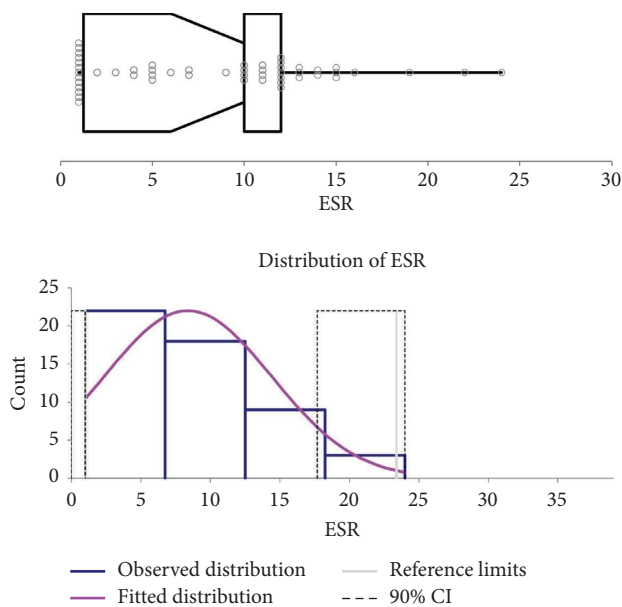 0 5 10 15 20 25 30
ESR
Distribution of ESR
25
20
15
10
5
0
Count
0 5 10 15 20 25 30 35
ESR
Observed distribution
Reference limits
Fitted distribution
90% CI